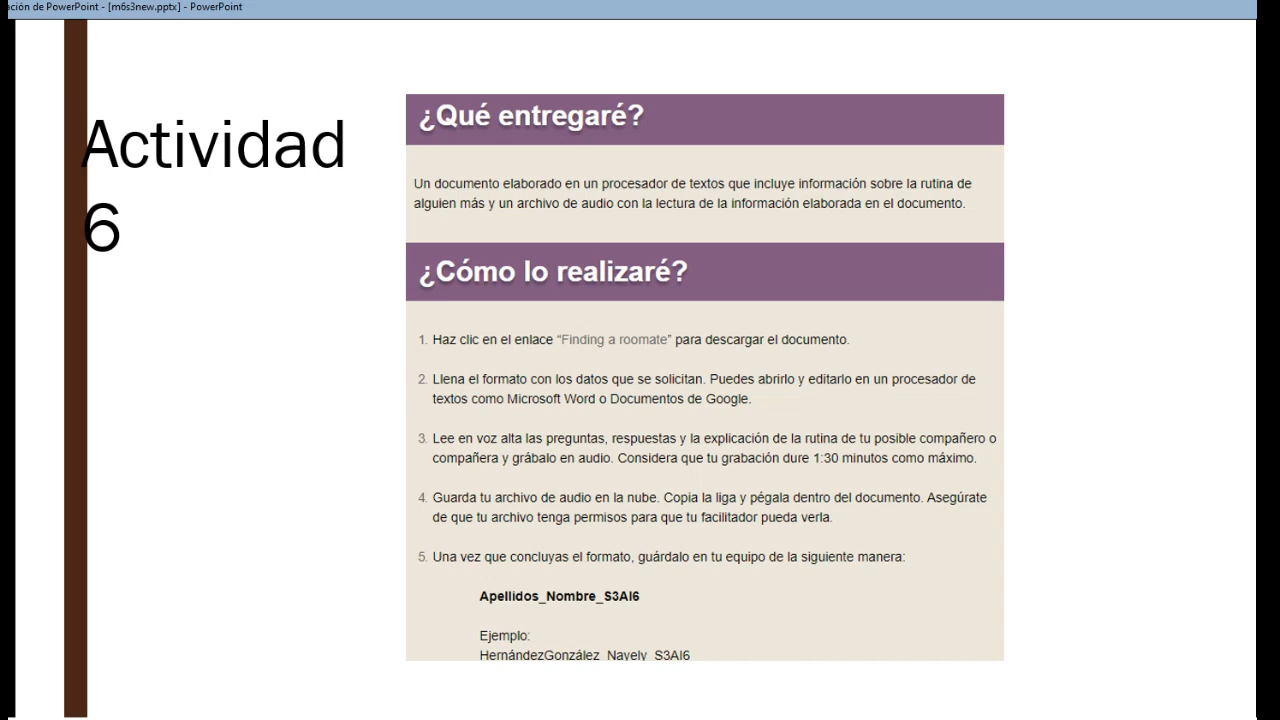 ación de PowerPoint - [m6s3new.pptx] - PowerPoint
Actividad
6
¿Qué entregaré?
Un documento elaborado en un procesador de textos que incluye información sobre la rutina de
alguien más y un archivo de audio con la lectura de la información elaborada en el documento.
¿Cómo lo realizaré?
1. Haz clic en el enlace “Finding a roomate” para descargar el documento.
2. Llena el formato con los datos que se solicitan. Puedes abrirlo y editarlo en un procesador de
textos como Microsoft Word o Documentos de Google.
3. Lee en voz alta las preguntas, respuestas y la explicación de la rutina de tu posible compañero o
compañera y grábalo en audio. Considera que tu grabación dure 1:30 minutos como máximo.
4. Guarda tu archivo de audio en la nube. Copia la liga y pégala dentro del documento. Asegúrate
de que tu archivo tenga permisos para que tu facilitador pueda verla.
5. Una vez que concluyas el formato, guárdalo en tu equipo de la siguiente manera:
Apellidos_Nombre_S3AI6
Ejemplo:
HernándezGonzález_Nayely_S3AI6